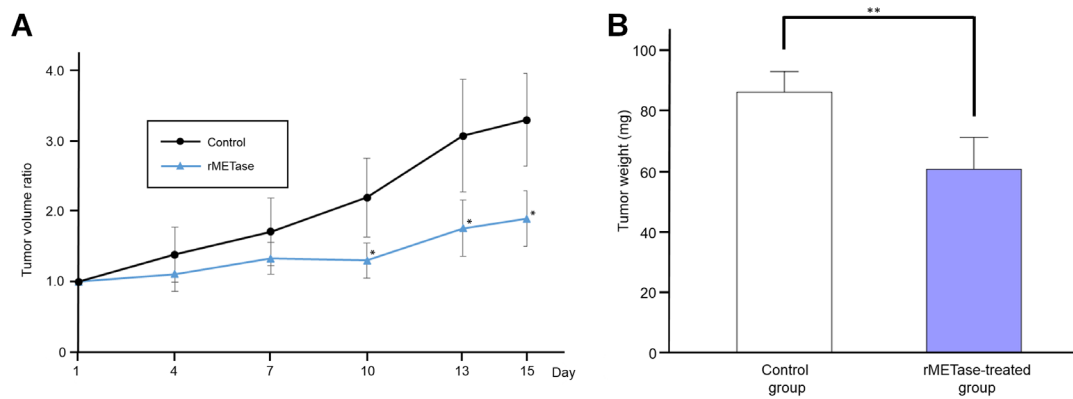 A
Tumor volume ratio
4.0
3.0
2.0
1.0
0
Control
rMETase
*
*
*
1
4
7
10
13
15
Day
B
**
Tumor weight (mg)
100
80
60
40
20
0
Control
group
rMETase-treated
group